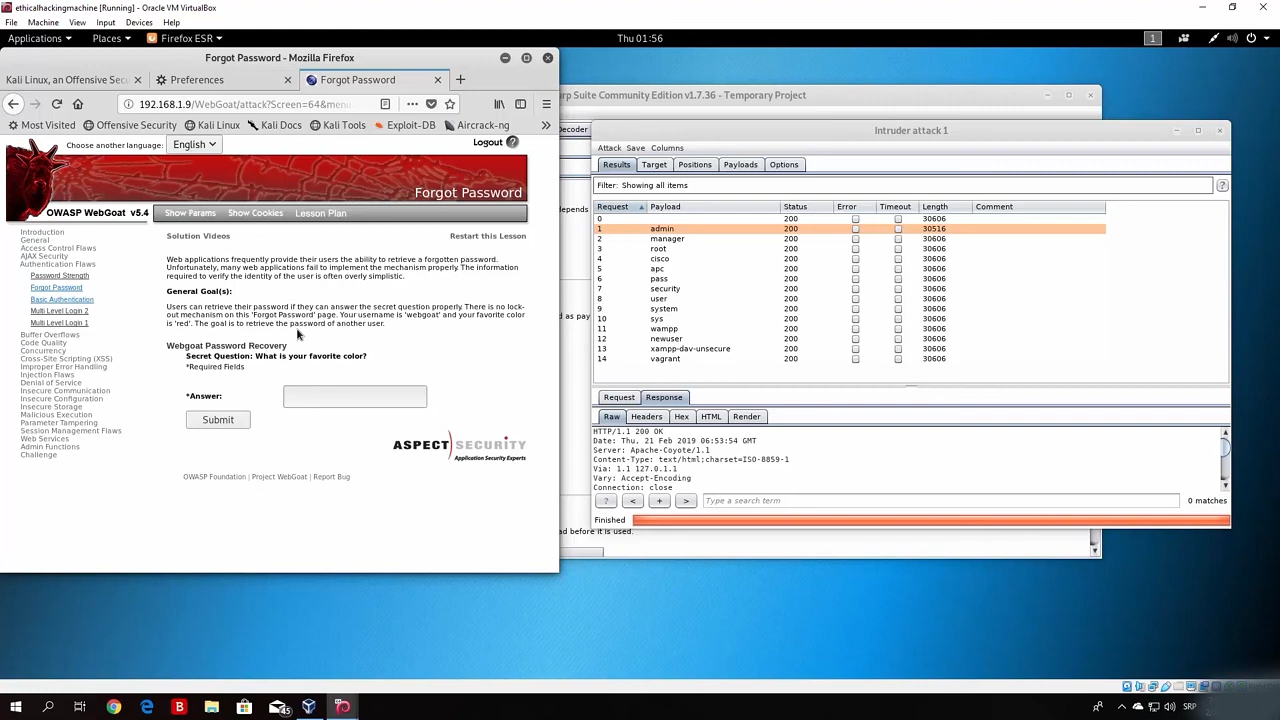 ethicalhackingmachine [Running] - Oracle VM VirtualBox
File Machine View Input Devices Help
Applications Places Firefox ESR Thu 01:56 1
Forgot Password - Mozilla Firefox
Kali Linux, an Offensive Sec Preferences Forgot Password
192.168.1.9/WebGoat/attack?Screen=64&menu
Most Visited Offensive Security Kali Linux Kali Docs Kali Tools Exploit-DB Aircrack-ng
Choose another language: English Logout ?
Forgot Password
OWASP WebGoat v5.4 Show Params Show Cookies Lesson Plan
Introduction
General
Access Control Flaws
AJAX Security
Authentication Flaws
Password Strength
Forgot Password
Basic Authentication
Multi Level Login 2
Multi Level Login 1
Buffer Overflows
Code Quality
Concurrency
Cross-Site Scripting (XSS)
Improper Error Handling
Injection Flaws
Denial of Service
Insecure Communication
Insecure Configuration
Insecure Storage
Malicious Execution
Parameter Tampering
Session Management Flaws
Web Services
Admin Functions
Challenge
Solution Videos Restart this Lesson
Web applications frequently provide their users the ability to retrieve a forgotten password.
Unfortunately, many web applications fail to implement the mechanism properly. The information
required to verify the identity of the user is often overly simplistic.
General Goal(s):
Users can retrieve their password if they can answer the secret question properly. There is no lock-
out mechanism on this 'Forgot Password' page. Your username is 'webgoat' and your favorite color
is 'red'. The goal is to retrieve the password of another user.
Webgoat Password Recovery
Secret Question: What is your favorite color?
*Required Fields
*Answer:
Submit
ASPECT SECURITY
Application Security Experts
OWASP Foundation | Project WebGoat | Report Bug
rp Suite Community Edition v1.7.36 - Temporary Project
Decoder
depends
d as pay
ad before it is used.
Intruder attack 1
Attack Save Columns
Results Target Positions Payloads Options
Filter: Showing all items ?
Request Payload Status Error Timeout Length Comment
0 200 30606
1 admin 200 30516
2 manager 200 30606
3 root 200 30606
4 cisco 200 30606
5 apc 200 30606
6 pass 200 30606
7 security 200 30606
8 user 200 30606
9 system 200 30606
10 sys 200 30606
11 wampp 200 30606
12 newuser 200 30606
13 xampp-dav-unsecure 200 30606
14 vagrant 200 30606
Request Response
Raw Headers Hex HTML Render
HTTP/1.1 200 OK
Date: Thu, 21 Feb 2019 06:53:54 GMT
Server: Apache-Coyote/1.1
Content-Type: text/html;charset=ISO-8859-1
Via: 1.1 127.0.1.1
Vary: Accept-Encoding
Connection: close
? < + > Type a search term 0 matches
Finished
45 SRP